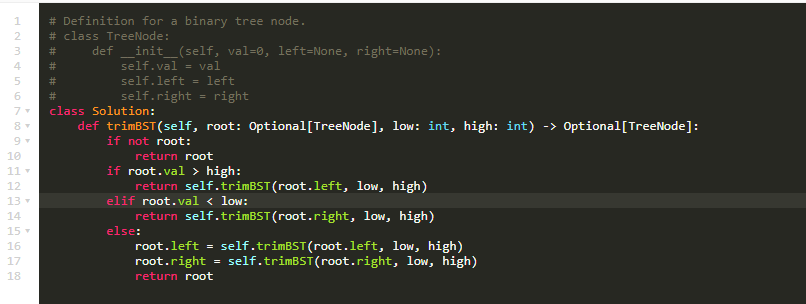 1 # Definition for a binary tree node.
2 # class TreeNode:
3 #     def __init__(self, val=0, left=None, right=None):
4 #         self.val = val
5 #         self.left = left
6 #         self.right = right
7 class Solution:
8     def trimBST(self, root: Optional[TreeNode], low: int, high: int) -> Optional[TreeNode]:
9         if not root:
10             return root
11         if root.val > high:
12             return self.trimBST(root.left, low, high)
13         elif root.val < low:
14             return self.trimBST(root.right, low, high)
15         else:
16             root.left = self.trimBST(root.left, low, high)
17             root.right = self.trimBST(root.right, low, high)
18             return root